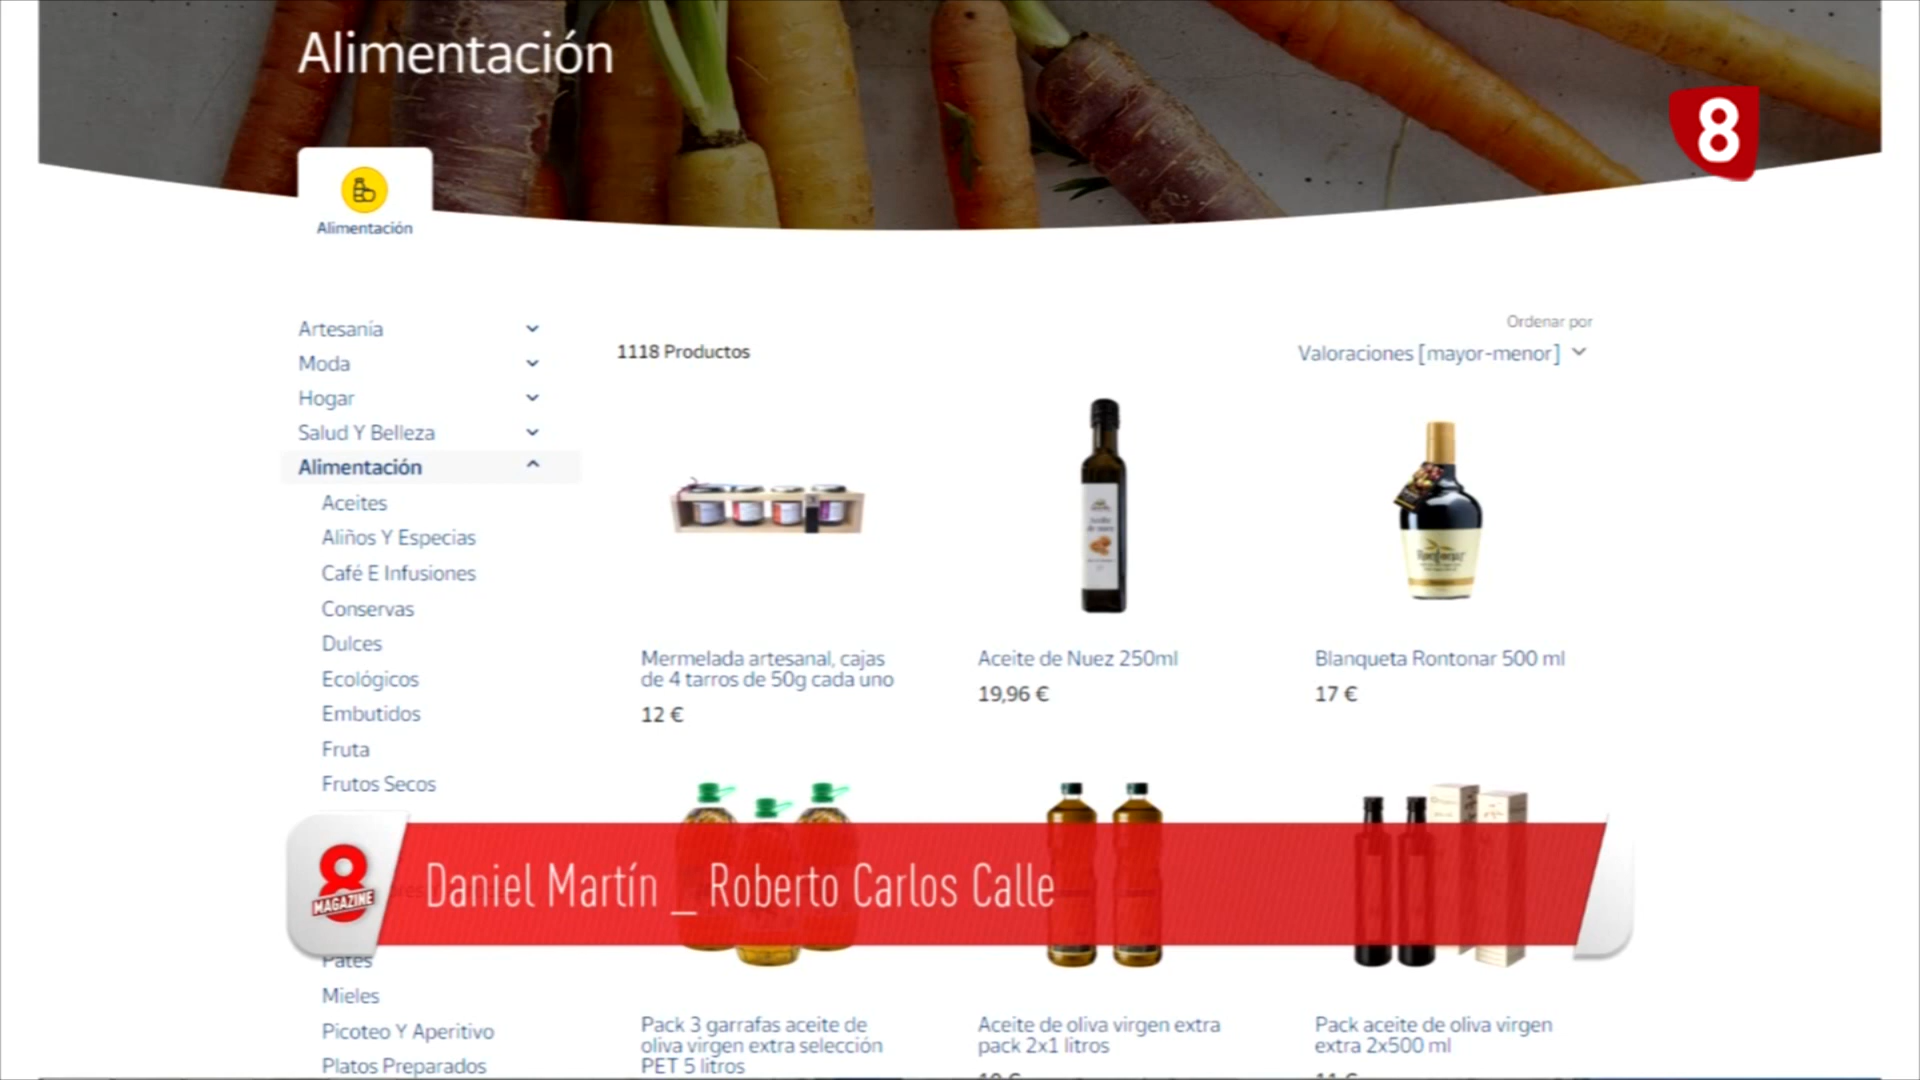 Alimentación
8
Alimentación
Artesanía
Moda
Hogar
Salud Y Belleza
Alimentación
Aceites
Aliños Y Especias
Café E Infusiones
Conservas
Dulces
Ecológicos
Embutidos
Fruta
Frutos Secos
Patés
Mieles
Picoteo Y Aperitivo
Platos Preparados
1118 Productos
Ordenar por
Valoraciones [mayor-menor]
Mermelada artesanal, cajas
de 4 tarros de 50g cada uno
12 €
Aceite de Nuez 250ml
19,96 €
Blanqueta Rontonar 500 ml
17 €
Pack 3 garrafas aceite de
oliva virgen extra selección
PET 5 litros
Aceite de oliva virgen extra
pack 2x1 litros
Pack aceite de oliva virgen
extra 2x500 ml
8
MAGAZINE
Daniel Martín _ Roberto Carlos Calle